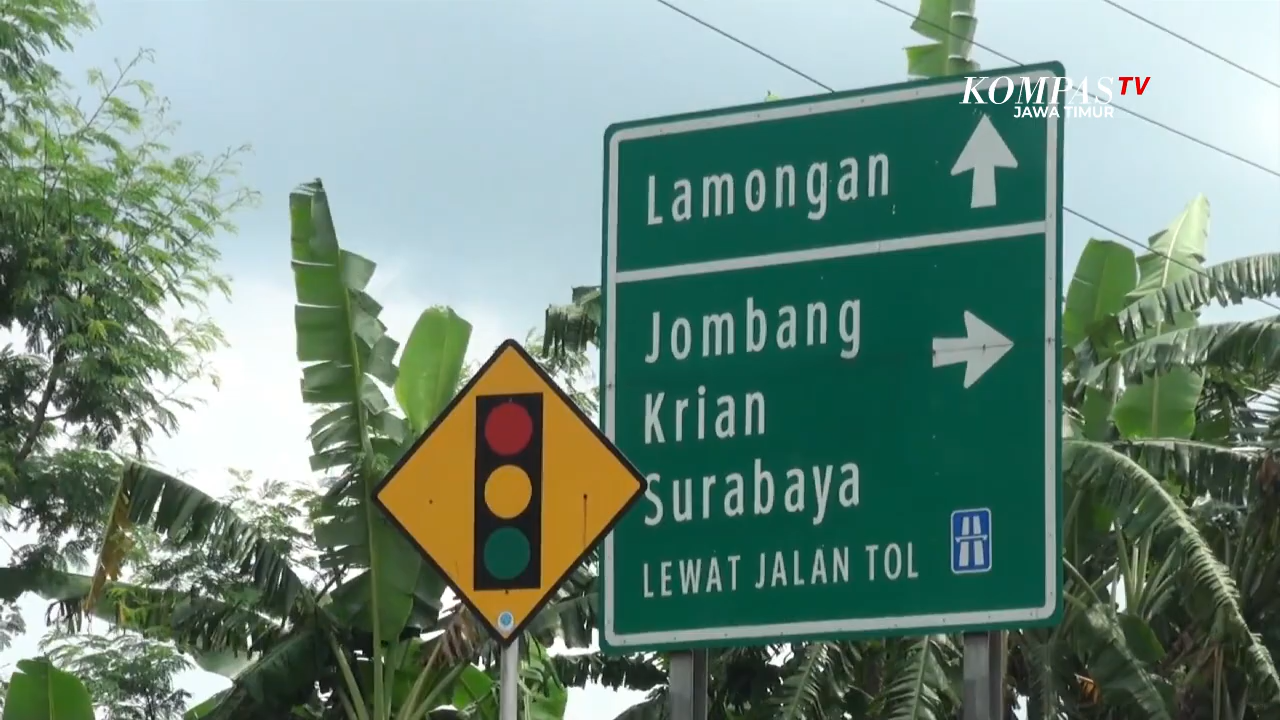 KOMPAS TV
JAWA TIMUR
Lamongan
Jombang
Krian
Surabaya
LEWAT JALAN TOL